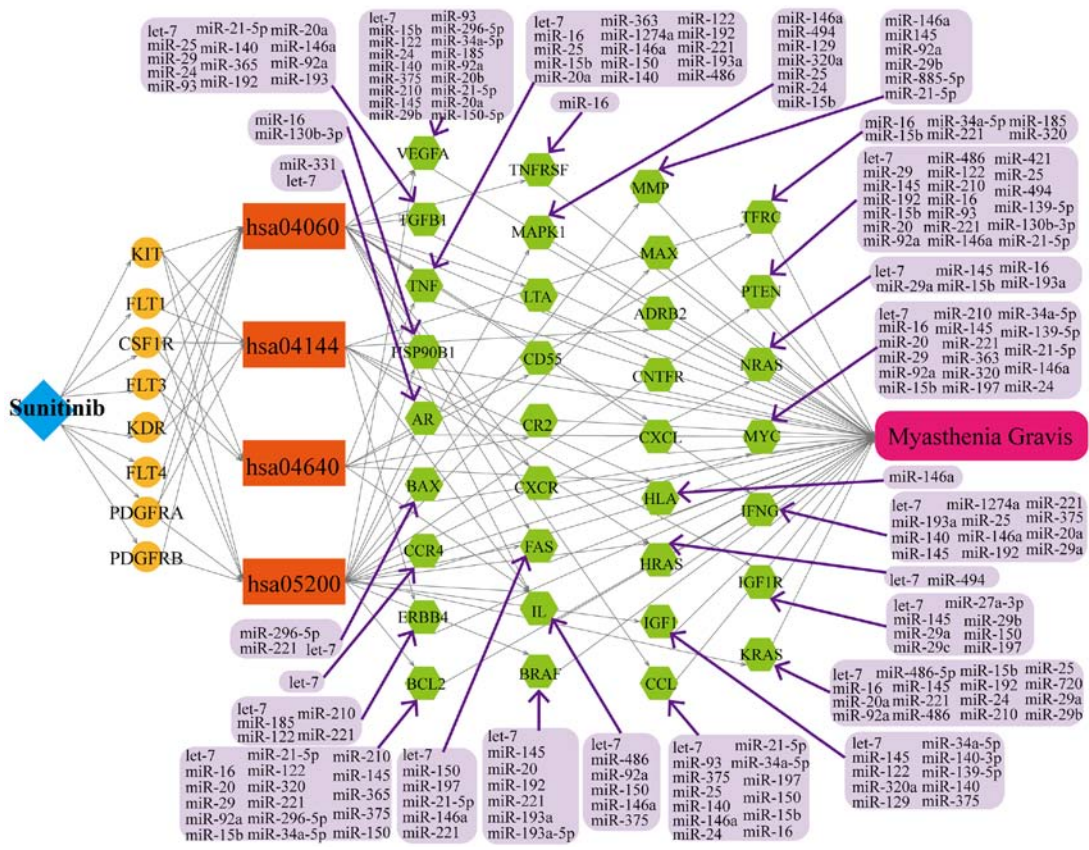 let-7 miR-21-5p miR-20a
miR-25 miR-140 miR-146a
miR-29 miR-365 miR-92a
miR-24 miR-192 miR-193
miR-93
let-7 miR-93
miR-15b miR-296-5p
miR-122 miR-34a-5p
miR-24 miR-185
miR-140 miR-92a
miR-375 miR-20b
miR-210 miR-21-5p
miR-145 miR-20a
miR-29b miR-150-5p
let-7 miR-363 miR-122
miR-16 miR-1274a miR-192
miR-25 miR-146a miR-221
miR-15b miR-150 miR-193a
miR-20a miR-140 miR-486
miR-146a
miR-494
miR-129
miR-320a
miR-25
miR-24
miR-15b
miR-146a
miR145
miR-92a
miR-29b
miR-885-5p
miR-21-5p
miR-16
miR-130b-3p
miR-16
miR-331
let-7
miR-16 miR-34a-5p miR-185
miR-15b miR-221 miR-320
let-7 miR-486 miR-421
miR-29 miR-122 miR-25
miR-145 miR-210 miR-494
miR-192 miR-16 miR-139-5p
miR-15b miR-93 miR-130b-3p
miR-20 miR-221 miR-21-5p
miR-92a miR-146a
let-7 miR-145 miR-16
miR-29a miR-15b miR-193a
let-7 miR-210 miR-34a-5p
miR-16 miR-145 miR-139-5p
miR-20 miR-221 miR-21-5p
miR-29 miR-363 miR-146a
miR-92a miR-320 miR-24
miR-15b miR-197
Sunitinib
KIT
FLT1
CSF1R
FLT3
KDR
FLT4
PDGFRA
PDGFRB
hsa04060
hsa04144
hsa04640
hsa05200
VEGFA
TGFB1
TNF
HSP90B1
AR
BAX
CCR4
ERBB4
BCL2
TNFRSF
MAPK1
LTA
CD55
CR2
CXCR
FAS
IL
BRAF
MMP
MAX
ADRB2
CNTFR
CXCL
HLA
HRAS
IGF1
CCL
TFRC
PTEN
NRAS
MYC
IFNG
IGF1R
KRAS
Myasthenia Gravis
miR-146a
let-7 miR-1274a miR-221
miR-193a miR-25 miR-375
miR-140 miR-146a miR-20a
miR-145 miR-192 miR-29a
let-7 miR-494
let-7 miR-27a-3p
miR-145 miR-29b
miR-29a miR-150
miR-29c miR-197
let-7 miR-486-5p miR-15b miR-25
miR-16 miR-145 miR-192 miR-720
miR-20a miR-221 miR-24 miR-29a
miR-92a miR-486 miR-210 miR-29b
miR-296-5p
miR-221 let-7
let-7
let-7 miR-210
miR-185 miR-221
miR-122
let-7 miR-21-5p miR-210
miR-16 miR-122 miR-145
miR-20 miR-320 miR-365
miR-29 miR-221 miR-375
miR-92a miR-296-5p miR-150
miR-15b miR-34a-5p
let-7
miR-150
miR-197
miR-21-5p
miR-146a
miR-221
let-7
miR-145
miR-20
miR-192
miR-221
miR-193a
miR-193a-5p
let-7
miR-486
miR-92a
miR-150
miR-146a
miR-375
let-7 miR-21-5p
miR-93 miR-34a-5p
miR-375 miR-197
miR-25 miR-150
miR-140 miR-15b
miR-146a miR-16
miR-24
let-7 miR-34a-5p
miR-145 miR-140-3p
miR-122 miR-139-5p
miR-320a miR-140
miR-129 miR-375